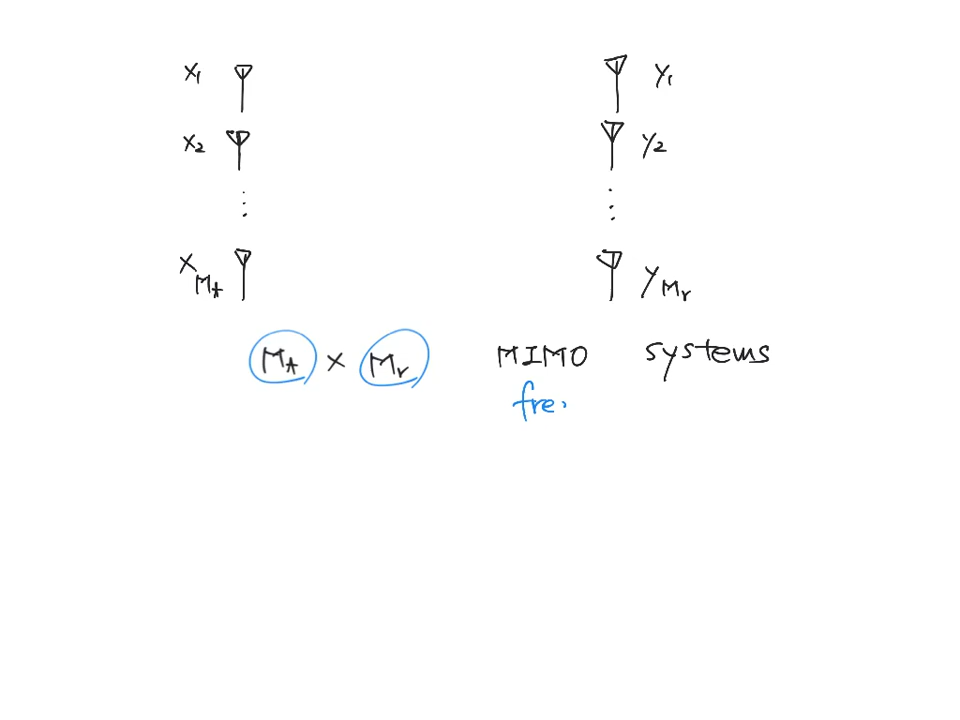 X1 Y1
X2 Y2
XMt YMr
Mt × Mr MIMO systems
fre